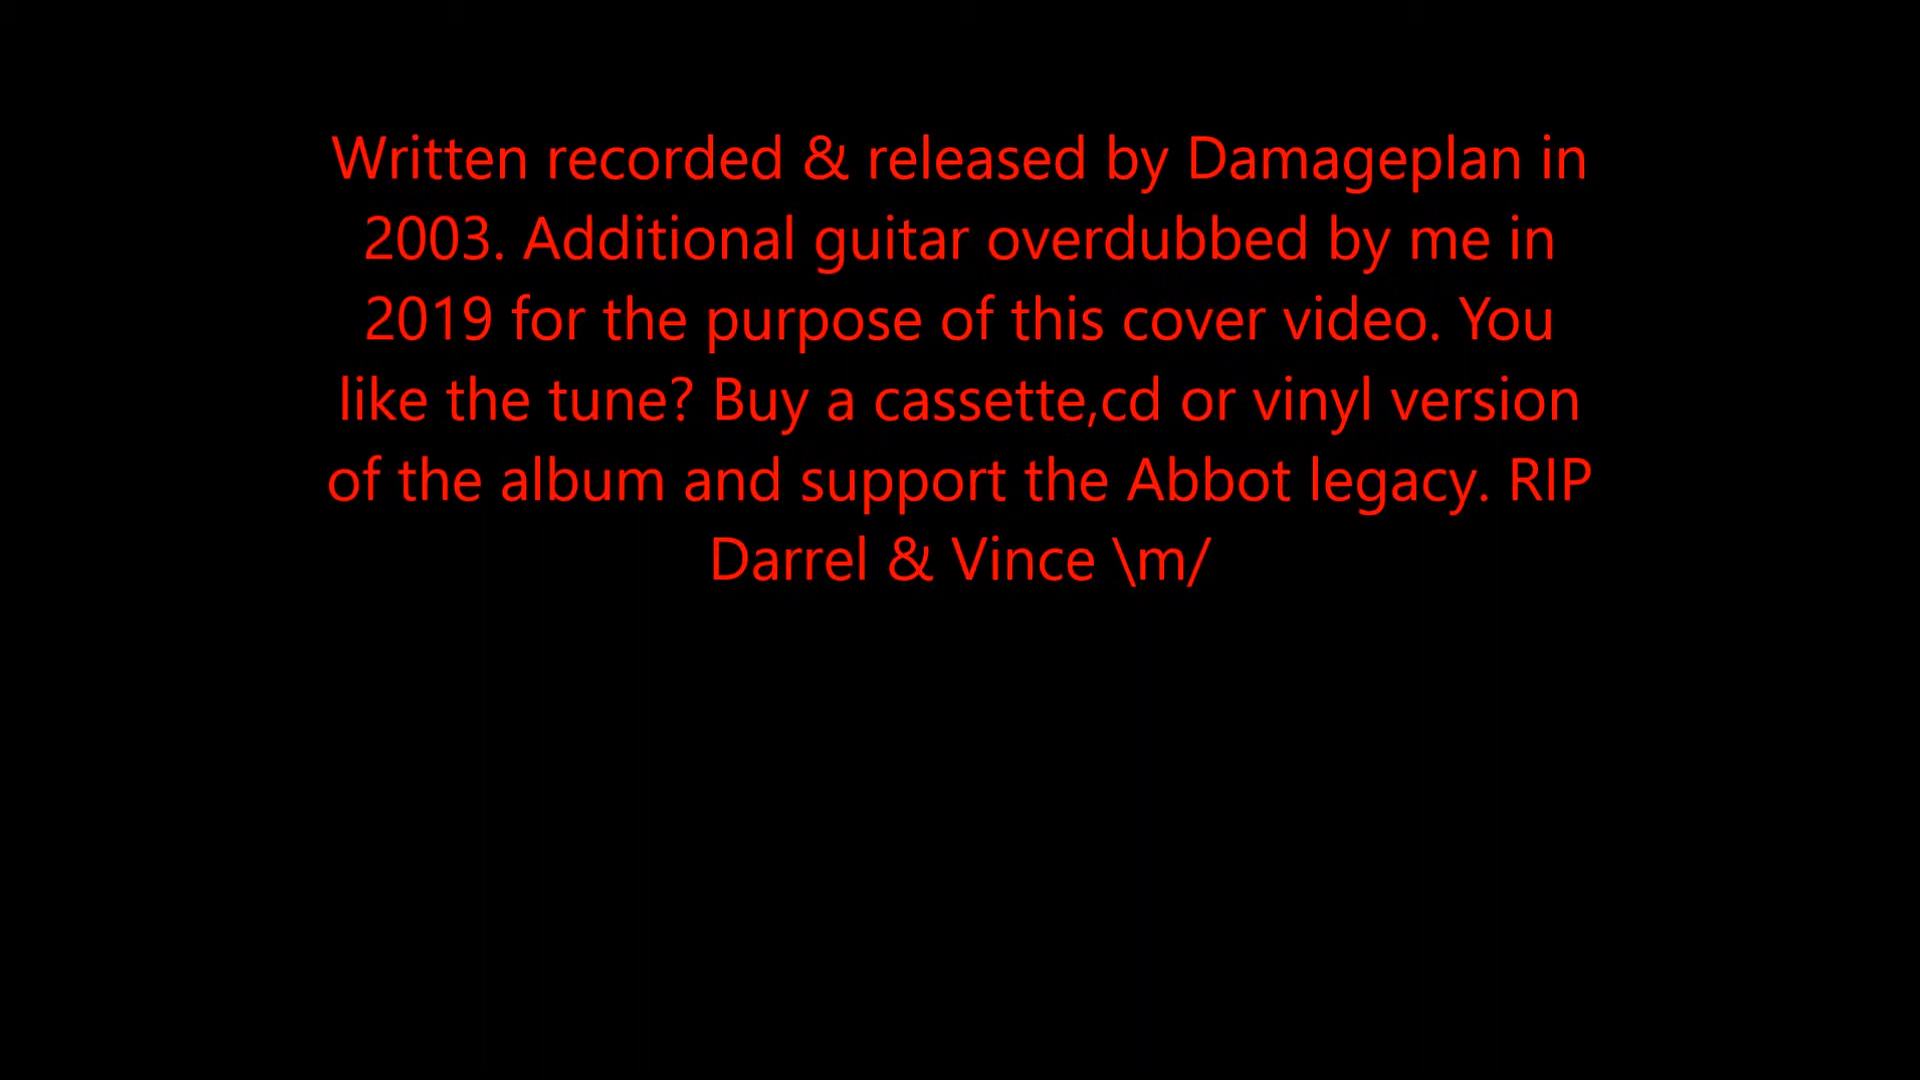 Written recorded & released by Damageplan in
2003. Additional guitar overdubbed by me in
2019 for the purpose of this cover video. You
like the tune? Buy a cassette,cd or vinyl version
of the album and support the Abbot legacy. RIP
Darrel & Vince \m/